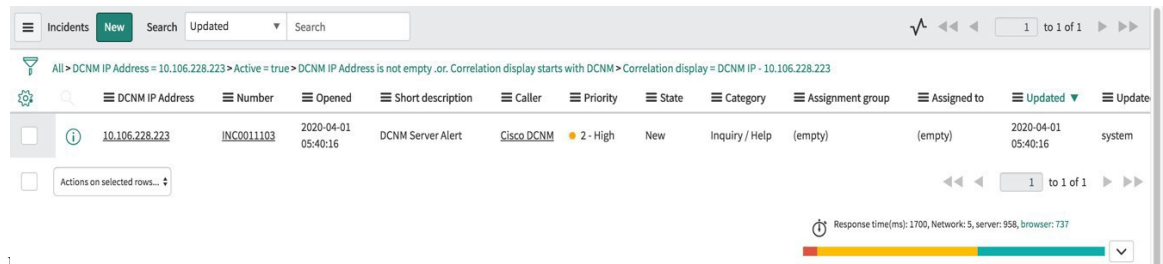 Incidents New Search Updated Search 1 to 1 of 1
All > DCNM IP Address = 10.106.228.223 > Active = true > DCNM IP Address is not empty .or. Correlation display starts with DCNM > Correlation display = DCNM IP - 10.106.228.223
DCNM IP Address Number Opened Short description Caller Priority State Category Assignment group Assigned to Updated ▼ Update
10.106.228.223 INC0011103 2020-04-01 DCNM Server Alert Cisco DCNM 2 - High New Inquiry / Help (empty) (empty) 2020-04-01 system
05:40:16 05:40:16
Actions on selected rows... 1 to 1 of 1
Response time(ms): 1700, Network: 5, server: 958, browser: 737